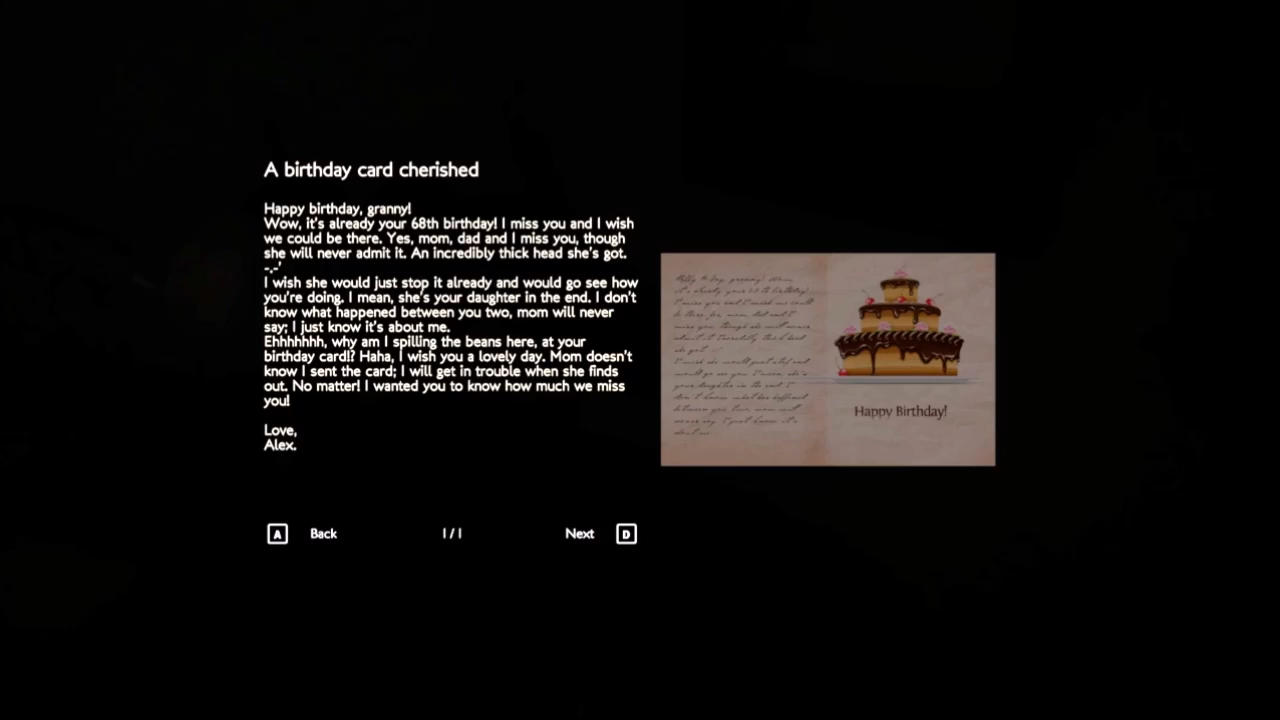 A birthday card cherished
Happy birthday, granny!
Wow, it's already your 68th birthday! I miss you and I wish
we could be there. Yes, mom, dad and I miss you, though
she will never admit it. An incredibly thick head she's got.
-.-'
I wish she would just stop it already and would go see how
you're doing. I mean, she's your daughter in the end. I don't
know what happened between you two, mom will never
say; I just know it's about me.
Ehhhhhh, why am I spilling the beans here, at your
birthday card!? Haha, I wish you a lovely day. Mom doesn't
know I sent the card; I will get in trouble when she finds
out. No matter! I wanted you to know how much we miss
you!
Love,
Alex.
A Back 1/1 Next D
Happy Birthday!